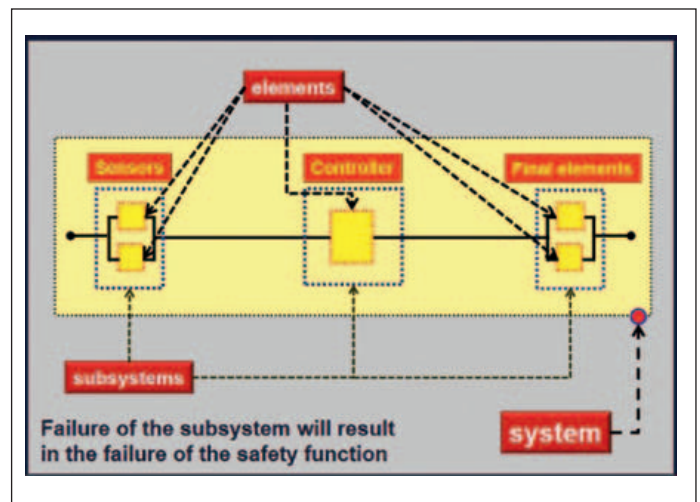 elements
Sensors
Controller
Final elements
subsystems
Failure of the subsystem will result
in the failure of the safety function
system